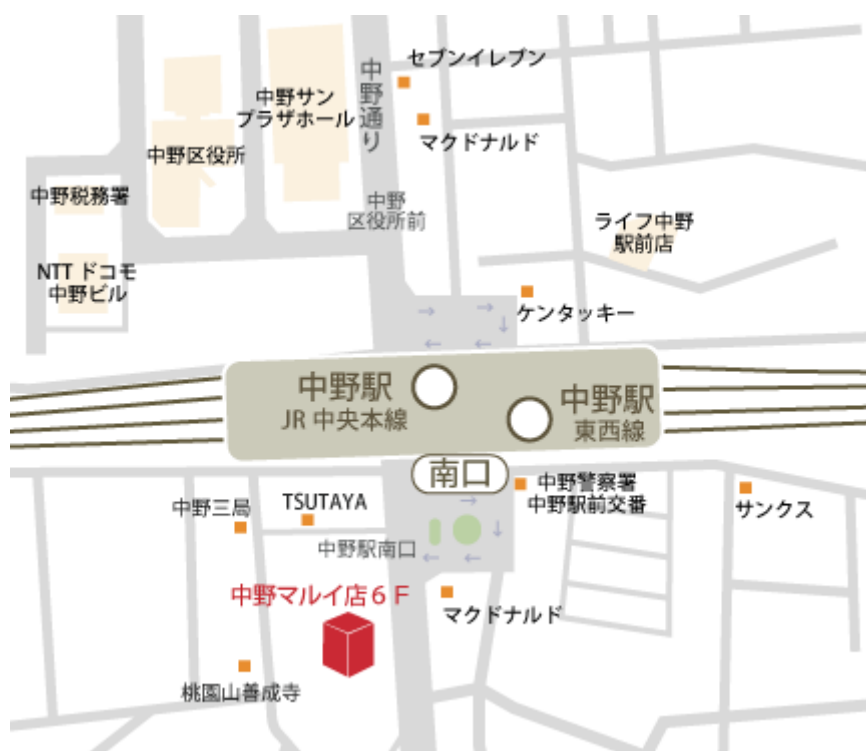 セブンイレブン
中野通り
中野サン
プラザホール
マクドナルド
中野区役所
中野税務署
中野
区役所前
ライフ中野
駅前店
NTT ドコモ
中野ビル
ケンタッキー
→
→
↓
←
←
中野駅
JR 中央本線
中野駅
東西線
南口
中野警察署
中野駅前交番
TSUTAYA
中野三局
サンクス
→
↓
←
←
中野駅南口
中野マルイ店6F
マクドナルド
桃園山善成寺